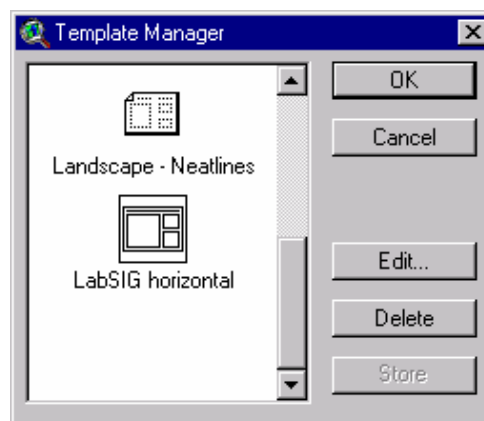 Template Manager
OK
Landscape - Neatlines
Cancel
LabSIG horizontal
Edit...
Delete
Store